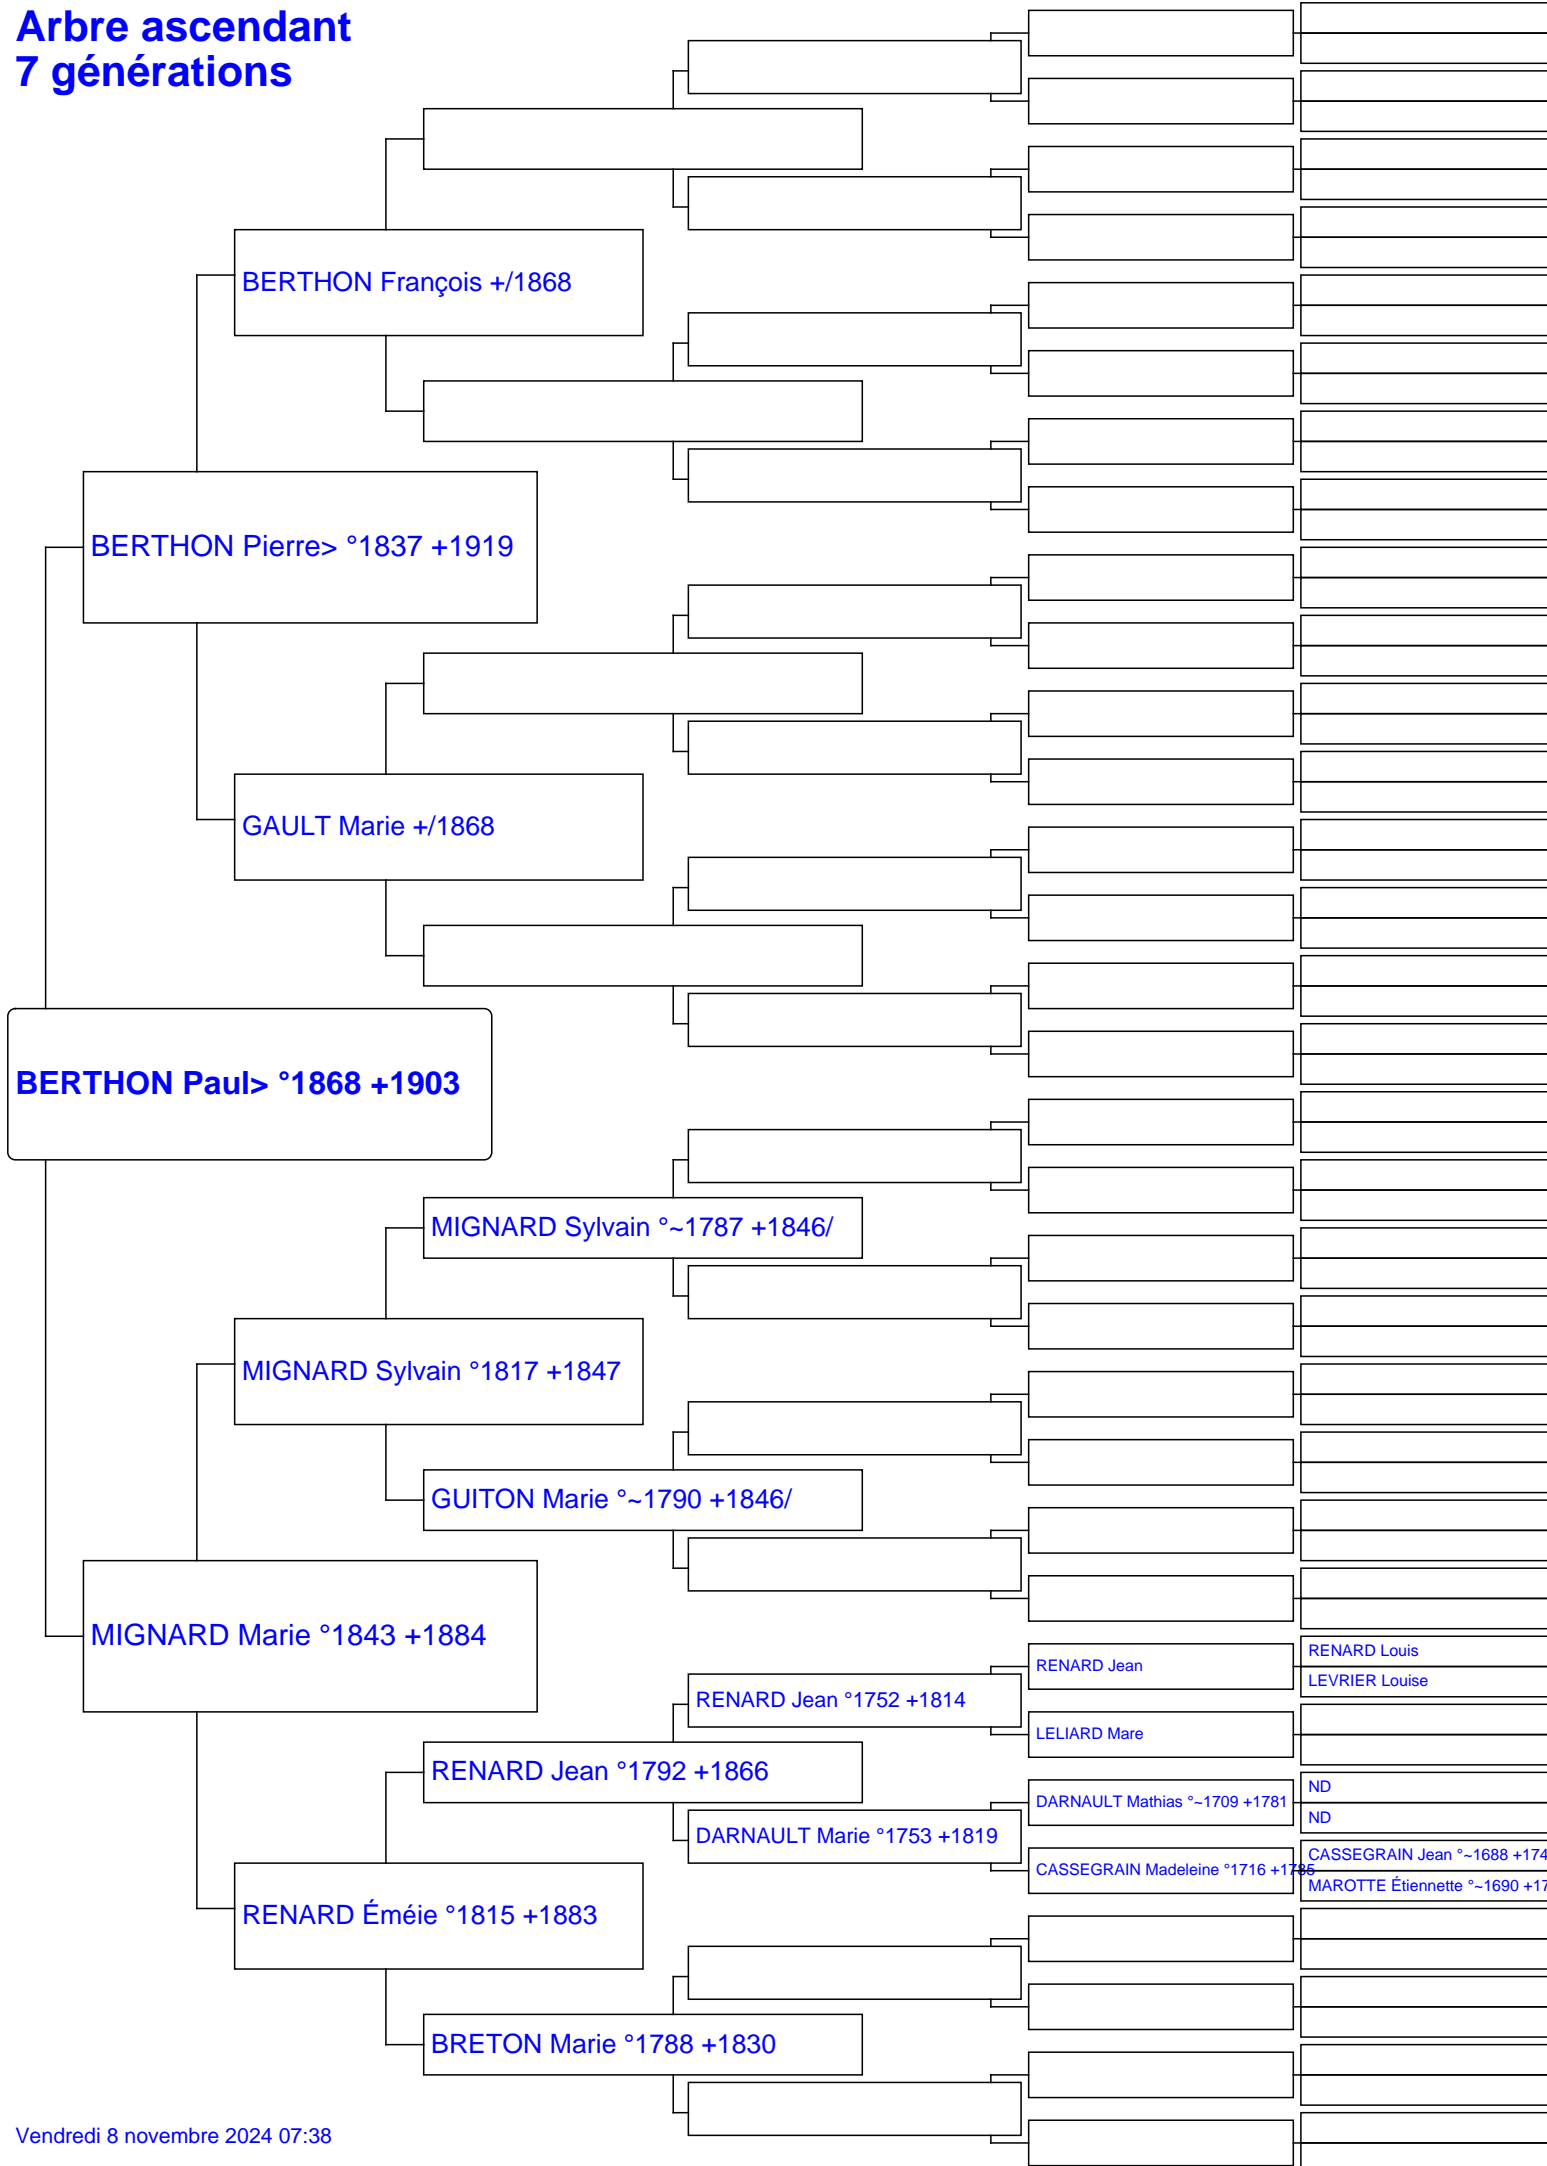 Arbre ascendant
7 générations
BERTHON François +/1868
BERTHON Pierre> °1837 +1919
GAULT Marie +/1868
BERTHON Paul> °1868 +1903
MIGNARD Sylvain °~1787 +1846/
MIGNARD Sylvain °1817 +1847
GUITON Marie °~1790 +1846/
MIGNARD Marie °1843 +1884
RENARD Louis
RENARD Jean
LEVRIER Louise
RENARD Jean °1752 +1814
LELIARD Mare
RENARD Jean °1792 +1866
ND
DARNAULT Mathias °~1709 +1781
ND
DARNAULT Marie °1753 +1819
CASSEGRAIN Jean °~1688 +174
CASSEGRAIN Madeleine °1716 +1785
MAROTTE Étiennette °~1690 +17
RENARD Éméie °1815 +1883
BRETON Marie °1788 +1830
Vendredi 8 novembre 2024 07:38